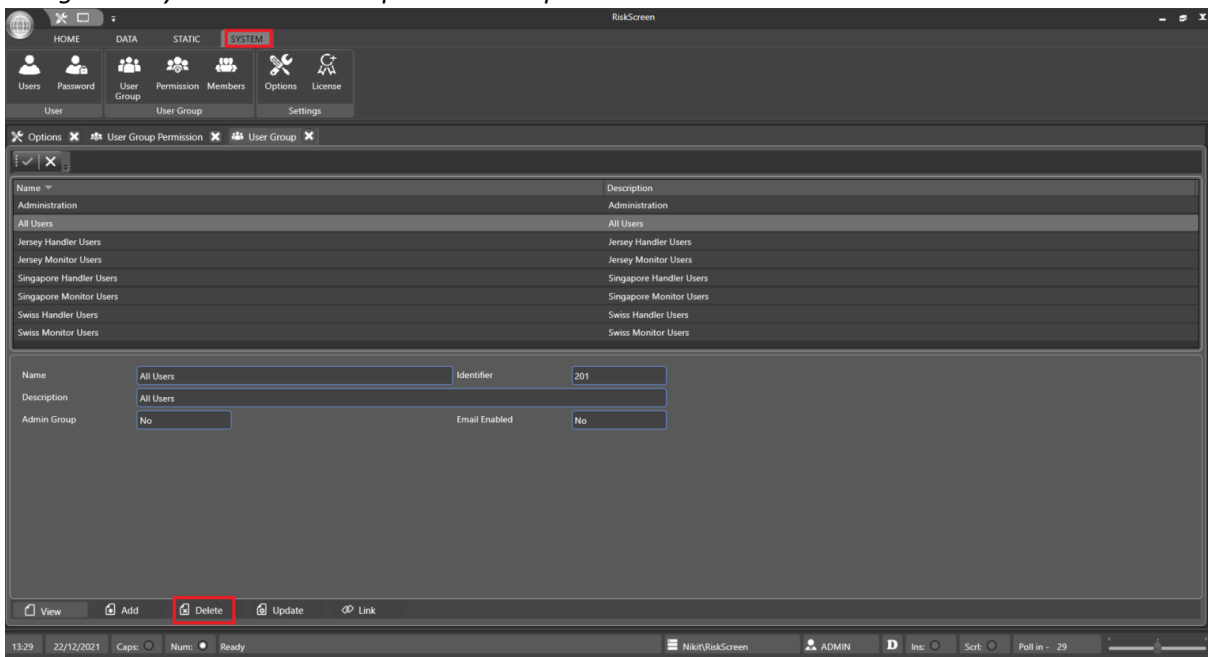 RiskScreen
HOME DATA STATIC SYSTEM
Users Password User Group Permission Members Options License
User User Group Settings
Options User Group Permission User Group
Name Description
Administration Administration
All Users All Users
Jersey Handler Users Jersey Handler Users
Jersey Monitor Users Jersey Monitor Users
Singapore Handler Users Singapore Handler Users
Singapore Monitor Users Singapore Monitor Users
Swiss Handler Users Swiss Handler Users
Swiss Monitor Users Swiss Monitor Users
Name All Users Identifier 201
Description All Users
Admin Group No Email Enabled No
View Add Delete Update Link
13:29 22/12/2021 Caps: Num: Ready Nikit\RiskScreen ADMIN D Ins: Scrl: Poll in - 29